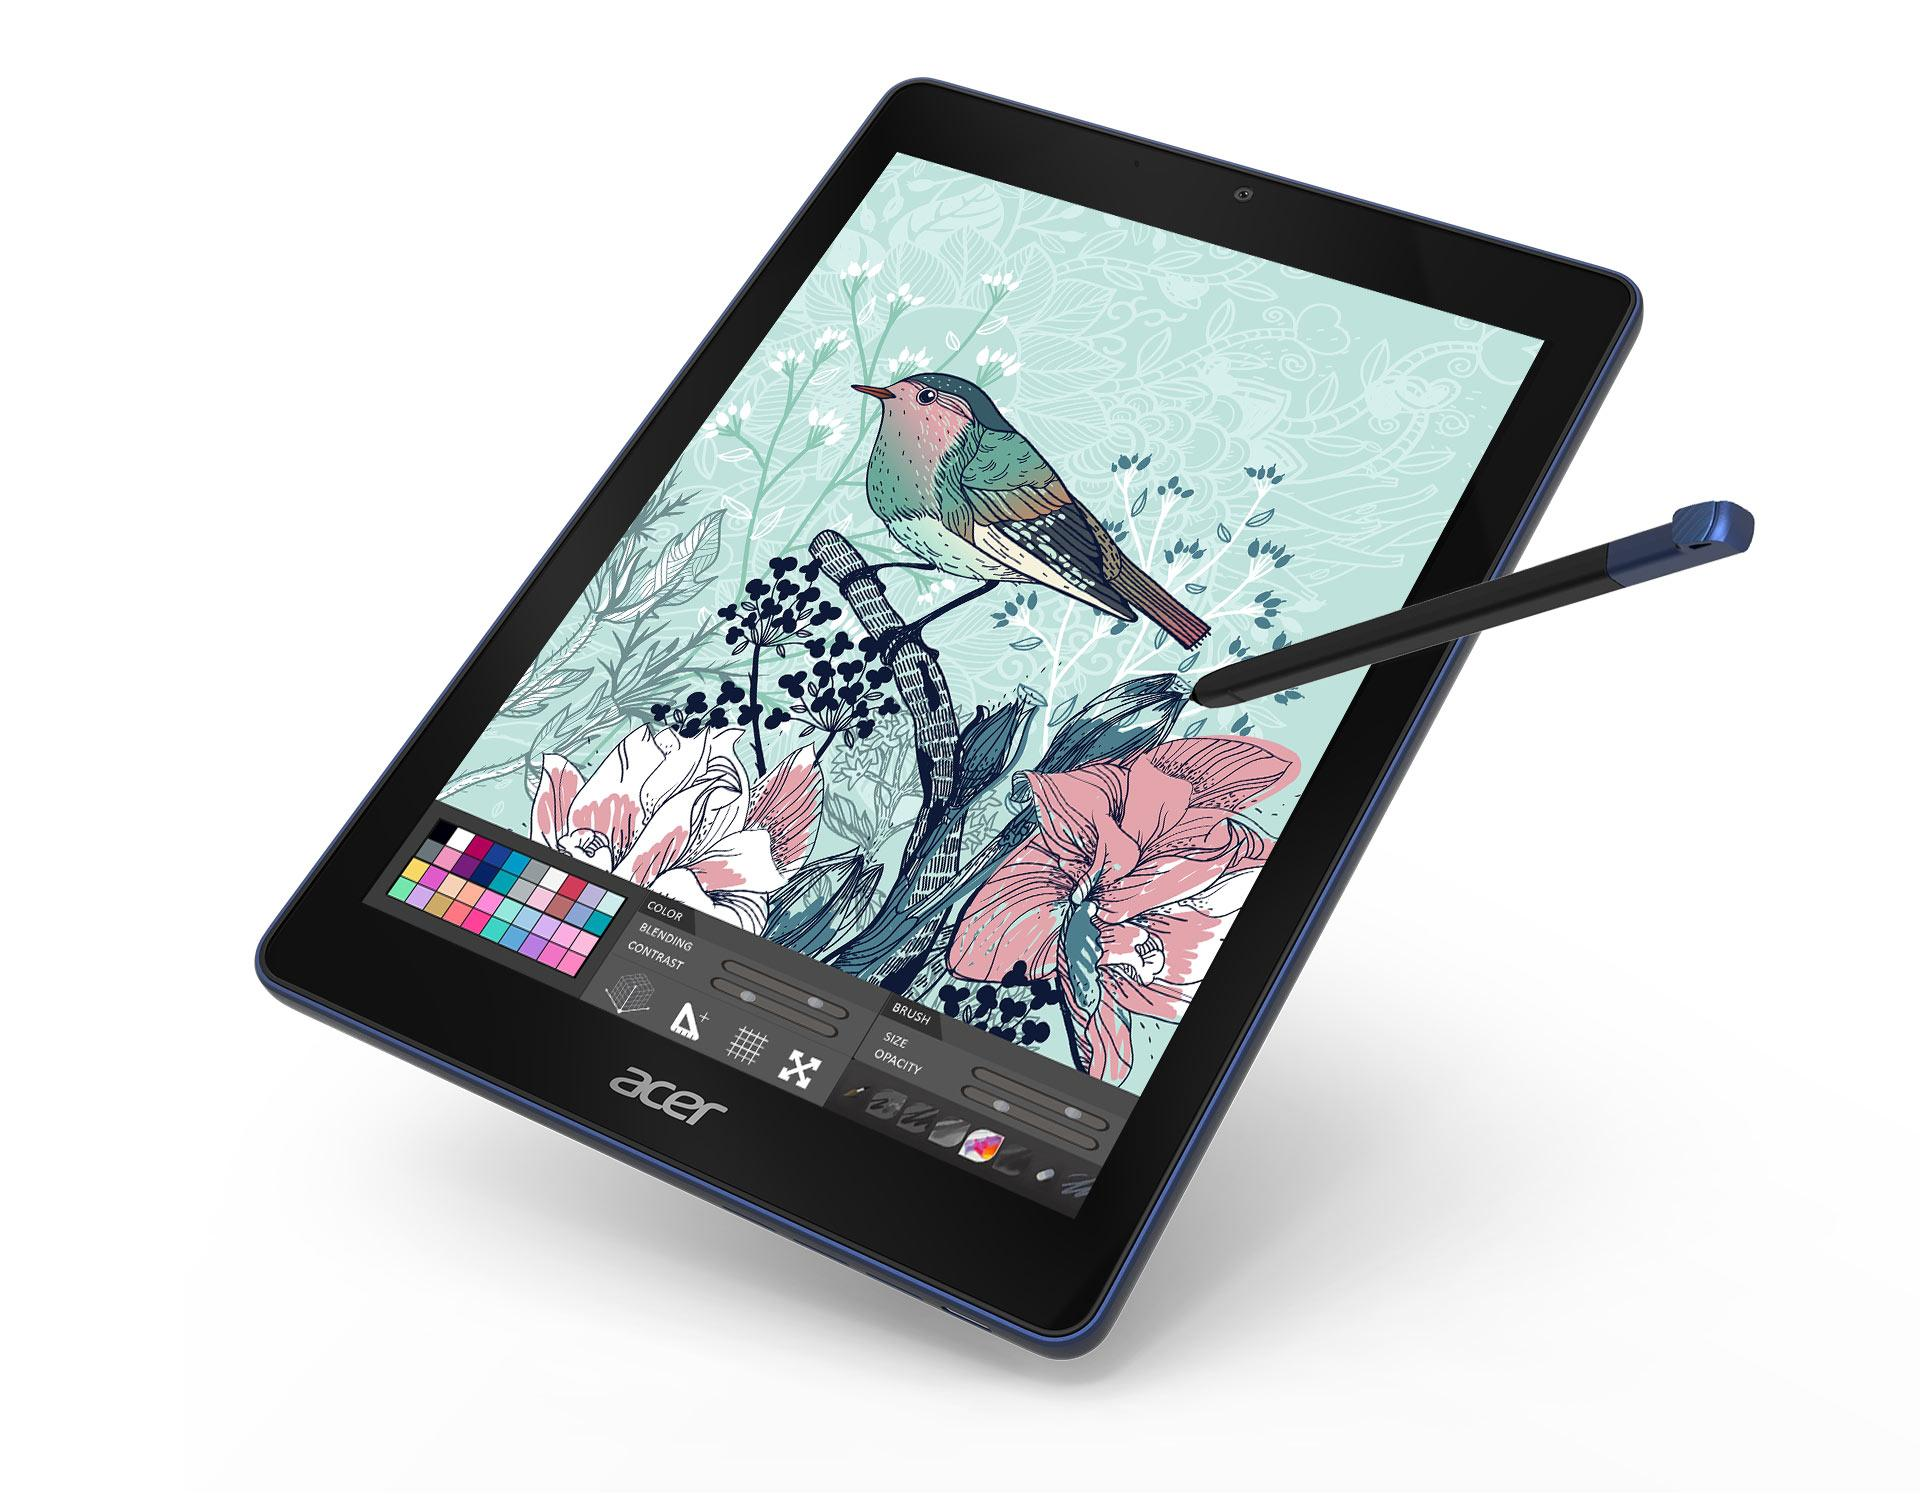 COLOR
BLENDING
CONTRAST
BRUSH
SIZE
OPACITY
acer